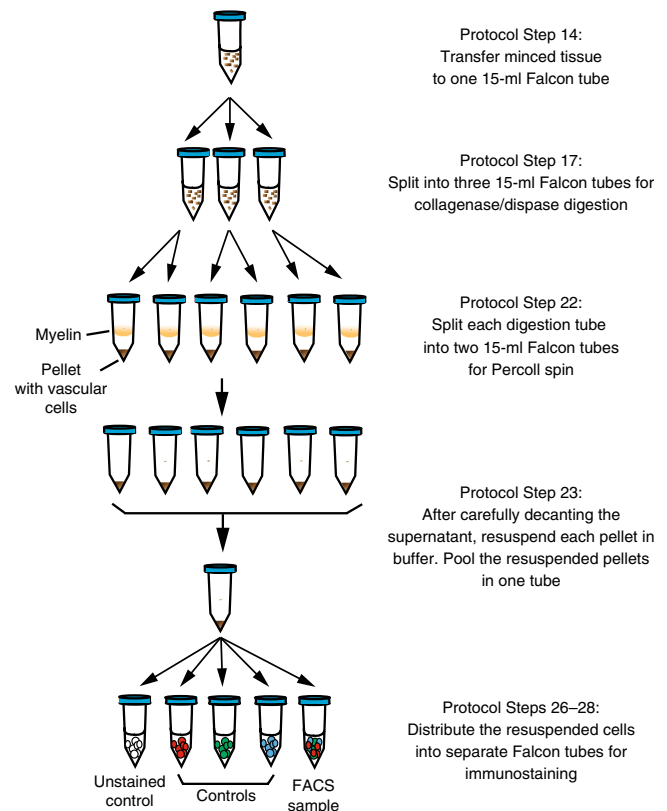 Protocol Step 14:
Transfer minced tissue
to one 15-ml Falcon tube
Protocol Step 17:
Split into three 15-ml Falcon tubes for
collagenase/dispase digestion
Protocol Step 22:
Split each digestion tube
into two 15-ml Falcon tubes
for Percoll spin
Myelin
Pellet
with vascular
cells
Protocol Step 23:
After carefully decanting the
supernatant, resuspend each pellet in
buffer. Pool the resuspended pellets
in one tube
Protocol Steps 26–28:
Distribute the resuspended cells
into separate Falcon tubes for
immunostaining
Unstained
control
Controls
FACS
sample